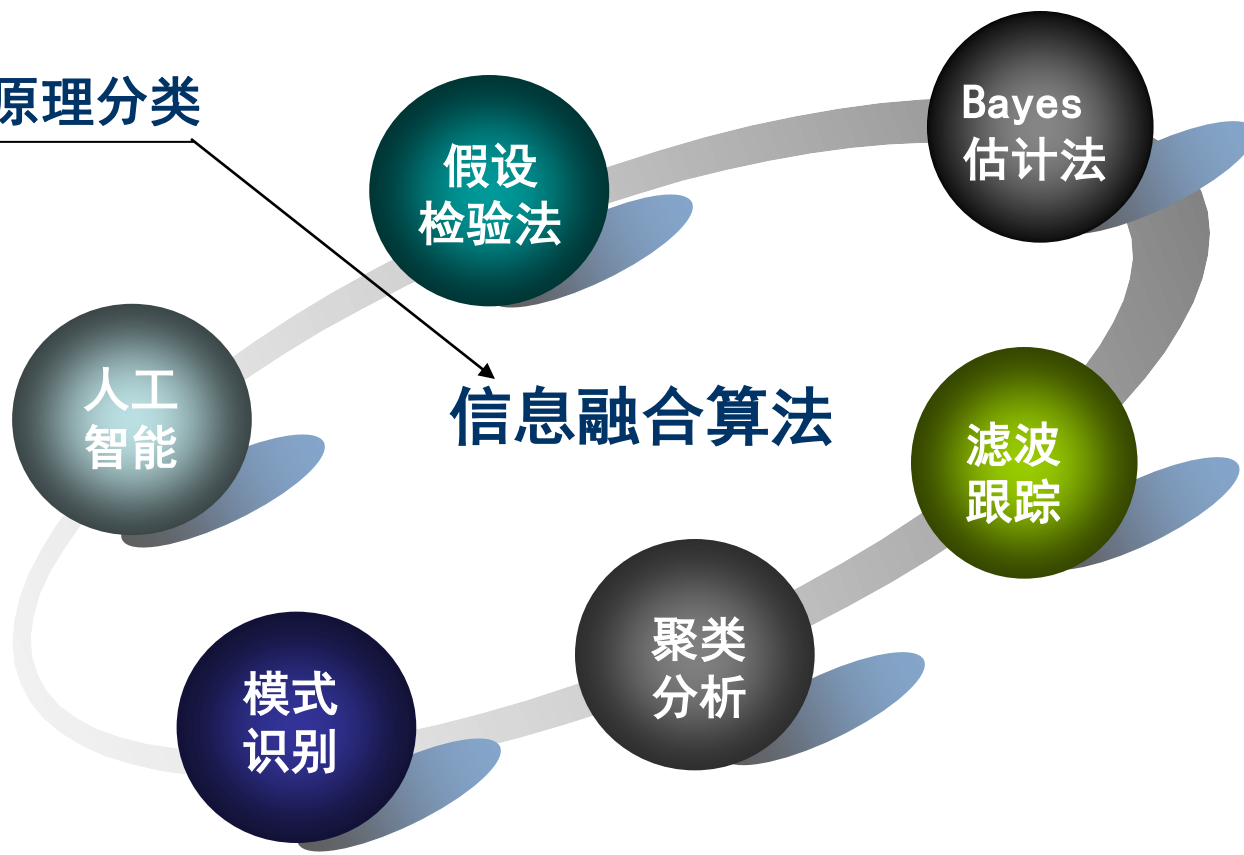 原理分类
假设
检验法
Bayes
估计法
人工
智能
信息融合算法
滤波
跟踪
聚类
分析
模式
识别